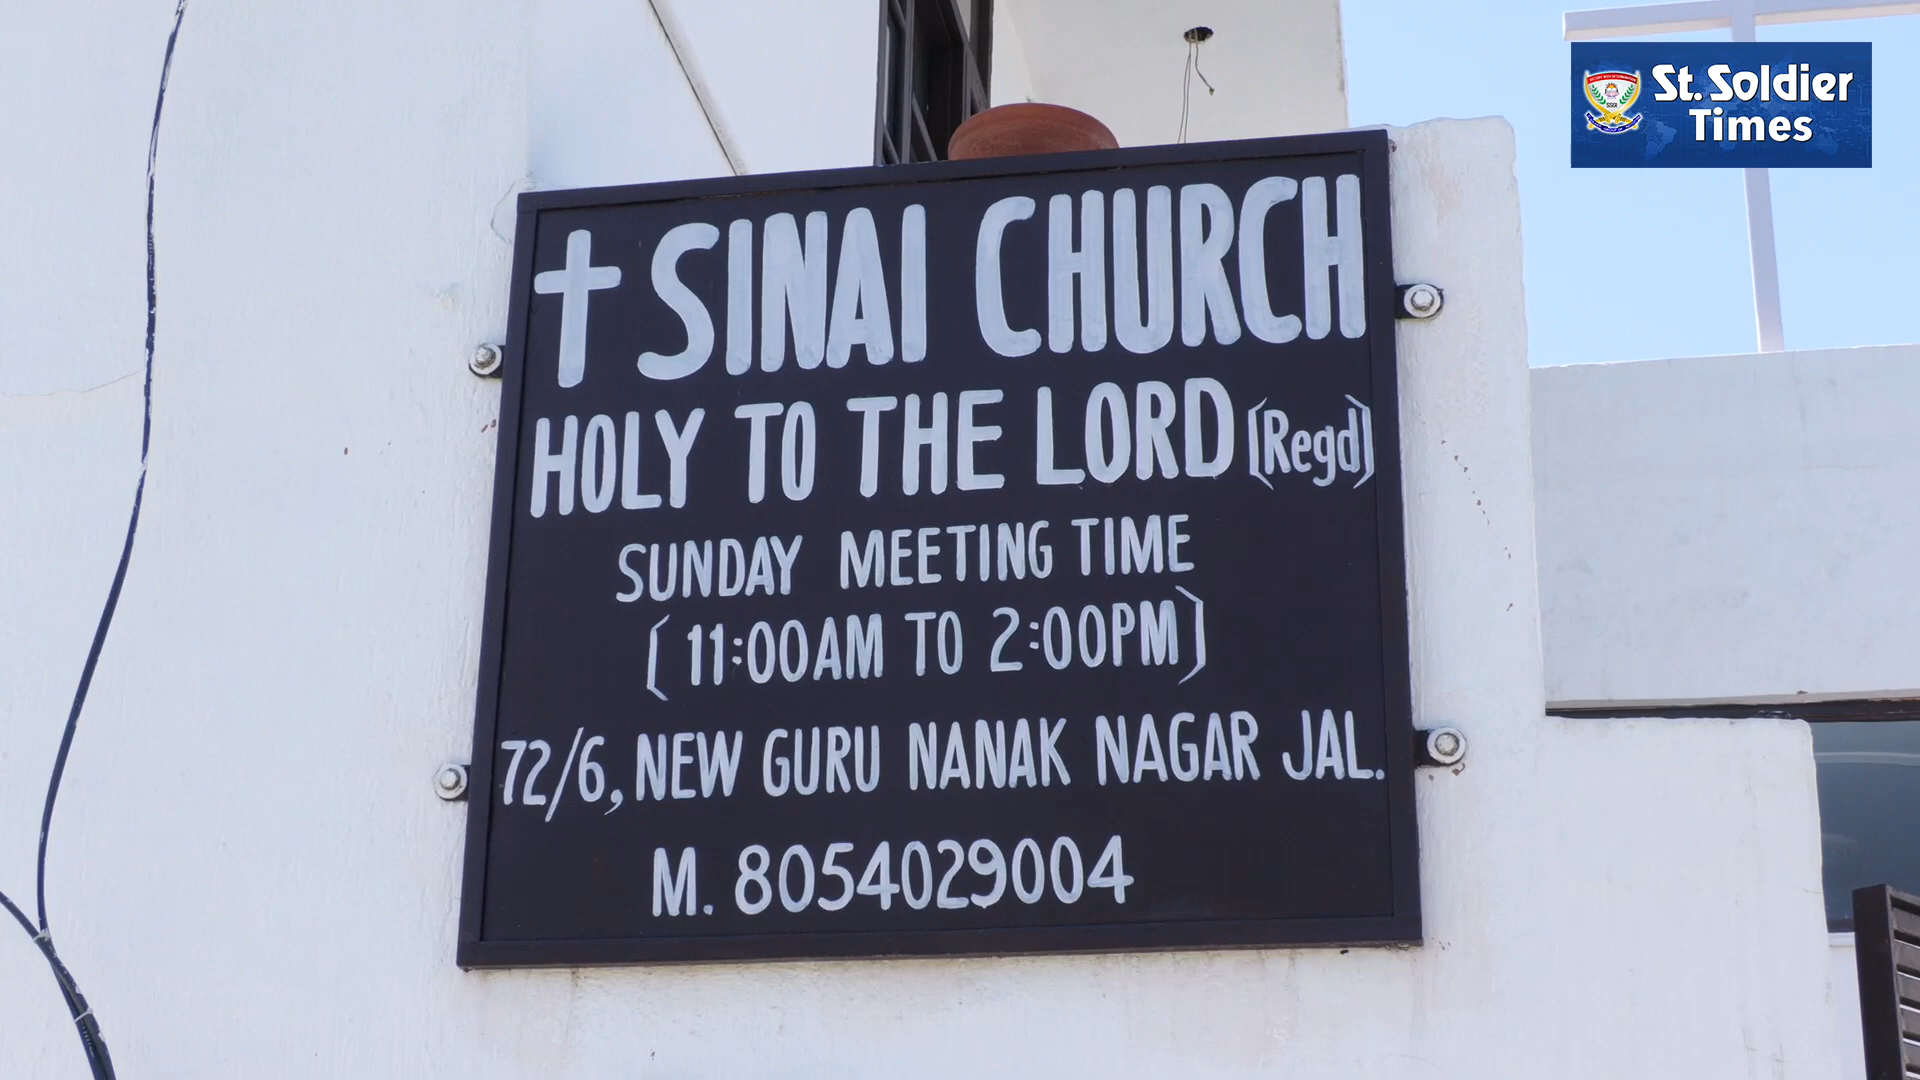 † SINAI CHURCH
HOLY TO THE LORD (Regd)
SUNDAY MEETING TIME
( 11:00AM TO 2:00PM)
72/6, NEW GURU NANAK NAGAR JAL.
M. 8054029004
St. Soldier
Times